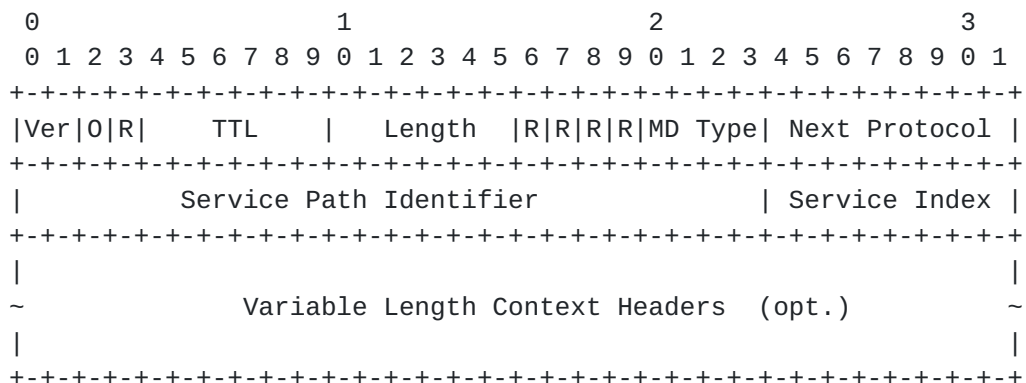 0                   1                   2                   3
 0 1 2 3 4 5 6 7 8 9 0 1 2 3 4 5 6 7 8 9 0 1 2 3 4 5 6 7 8 9 0 1
+-+-+-+-+-+-+-+-+-+-+-+-+-+-+-+-+-+-+-+-+-+-+-+-+-+-+-+-+-+-+-+-+
|Ver|O|R|    TTL    |   Length  |R|R|R|R|MD Type| Next Protocol |
+-+-+-+-+-+-+-+-+-+-+-+-+-+-+-+-+-+-+-+-+-+-+-+-+-+-+-+-+-+-+-+-+
|          Service Path Identifier              | Service Index |
+-+-+-+-+-+-+-+-+-+-+-+-+-+-+-+-+-+-+-+-+-+-+-+-+-+-+-+-+-+-+-+-+
|                                                               |
~              Variable Length Context Headers  (opt.)          ~
|                                                               |
+-+-+-+-+-+-+-+-+-+-+-+-+-+-+-+-+-+-+-+-+-+-+-+-+-+-+-+-+-+-+-+-+